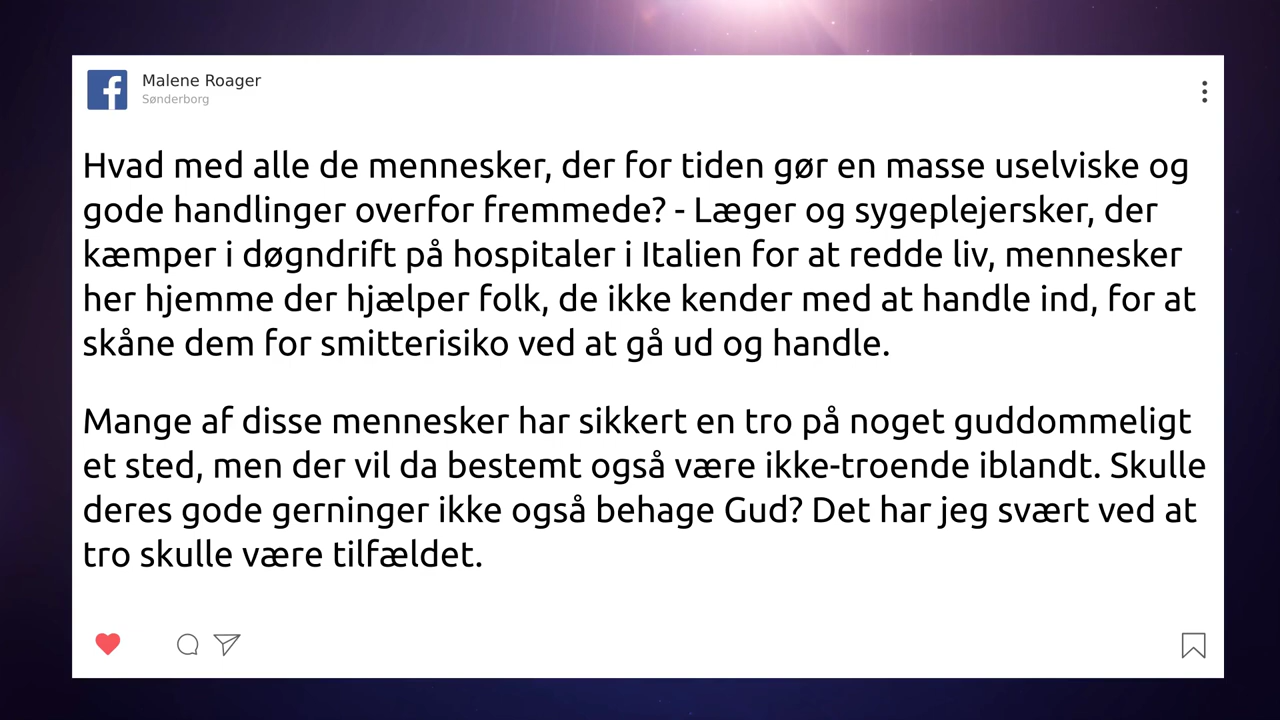 Malene Roager
Sønderborg
Hvad med alle de mennesker, der for tiden gør en masse uselviske og
gode handlinger overfor fremmede? - Læger og sygeplejersker, der
kæmper i døgndrift på hospitaler i Italien for at redde liv, mennesker
her hjemme der hjælper folk, de ikke kender med at handle ind, for at
skåne dem for smitterisiko ved at gå ud og handle.
Mange af disse mennesker har sikkert en tro på noget guddommeligt
et sted, men der vil da bestemt også være ikke-troende iblandt. Skulle
deres gode gerninger ikke også behage Gud? Det har jeg svært ved at
tro skulle være tilfældet.